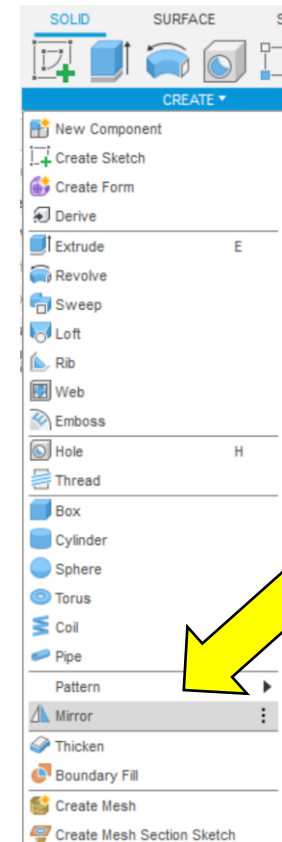 SOLID SURFACE S
CREATE ▾
New Component
Create Sketch
Create Form
Derive
Extrude E
Revolve
Sweep
Loft
Rib
Web
Emboss
Hole H
Thread
Box
Cylinder
Sphere
Torus
Coil
Pipe
Pattern
Mirror
Thicken
Boundary Fill
Create Mesh
Create Mesh Section Sketch